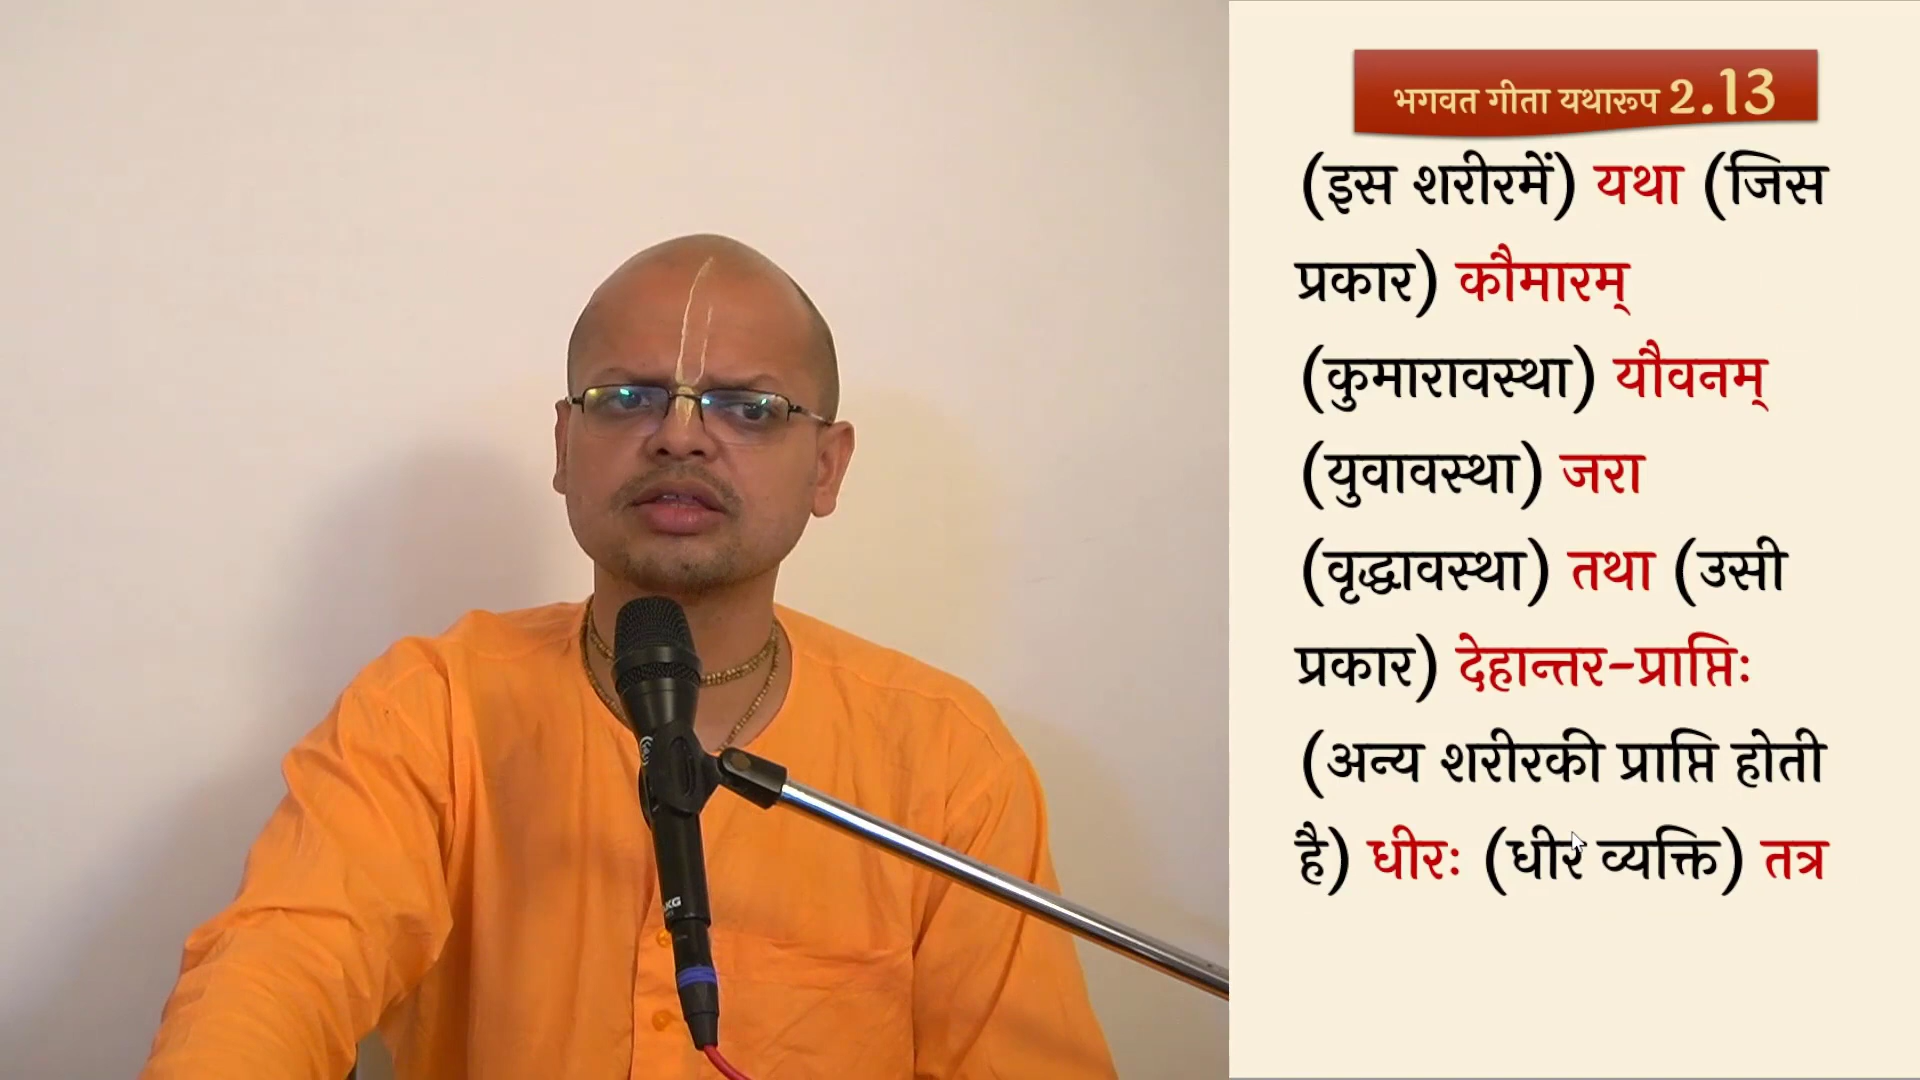 भगवत गीता यथारूप 2.13
(इस शरीरमें) यथा (जिस
प्रकार) कौमारम्
(कुमारावस्था) यौवनम्
(युवावस्था) जरा
(वृद्धावस्था) तथा (उसी
प्रकार) देहान्तर-प्राप्तिः
(अन्य शरीरकी प्राप्ति होती
है) धीरः (धीर व्यक्ति) तत्र